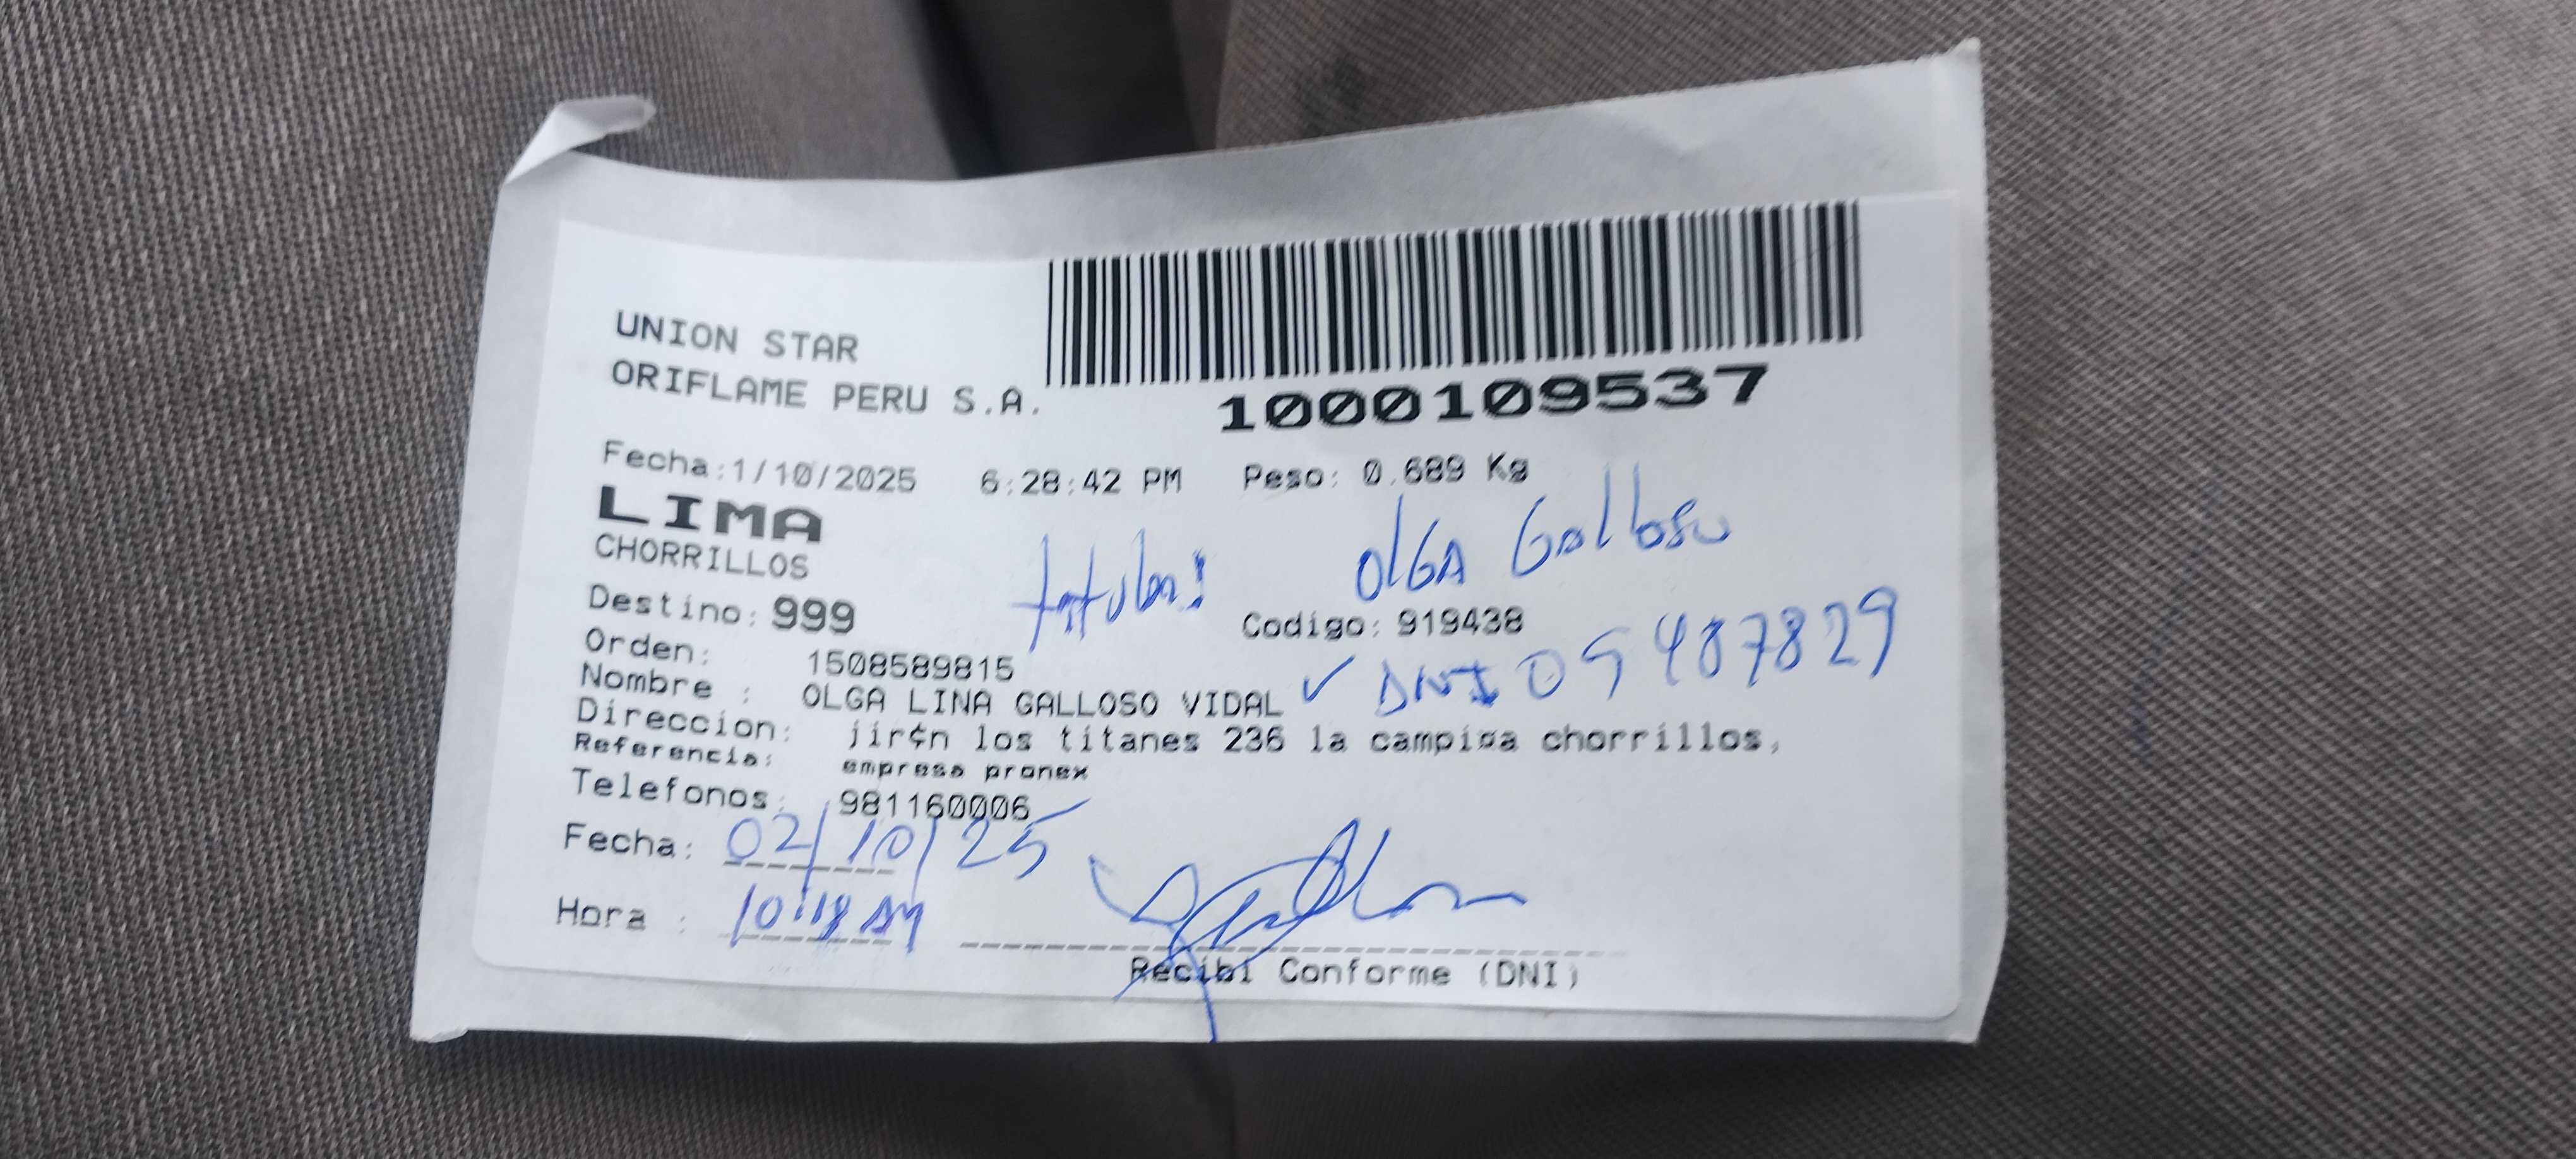 UNION STAR
ORIFLAME PERU S.A.
1000109537
Fecha:1/10/2025 6:28:42 PM Peso: 0.689 Kg
LIMA
CHORRILLOS
titular: OLGA Galloso
Destino: 999 Codigo: 919438
Orden: 1508589815
Nombre : OLGA LINA GALLOSO VIDAL ✓ DNI 09487829
Direccion: jir¢n los titanes 236 la campi¤a chorrillos,
Referencia: empresa pronex
Telefonos: 981160006
Fecha: 02/10/25
Hora : 10:18 AM
Recibi Conforme (DNI)